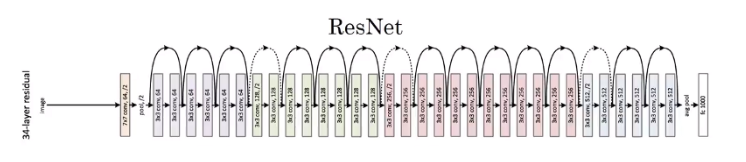 ResNet
34-layer residual
image
7x7 conv, 64, /2
pool, /2
3x3 conv, 64
3x3 conv, 64
3x3 conv, 64
3x3 conv, 64
3x3 conv, 64
3x3 conv, 64
3x3 conv, 128, /2
3x3 conv, 128
3x3 conv, 128
3x3 conv, 128
3x3 conv, 128
3x3 conv, 128
3x3 conv, 128
3x3 conv, 128
3x3 conv, 256, /2
3x3 conv, 256
3x3 conv, 256
3x3 conv, 256
3x3 conv, 256
3x3 conv, 256
3x3 conv, 256
3x3 conv, 256
3x3 conv, 256
3x3 conv, 256
3x3 conv, 256
3x3 conv, 256
3x3 conv, 512, /2
3x3 conv, 512
3x3 conv, 512
3x3 conv, 512
3x3 conv, 512
3x3 conv, 512
avg pool
fc 1000